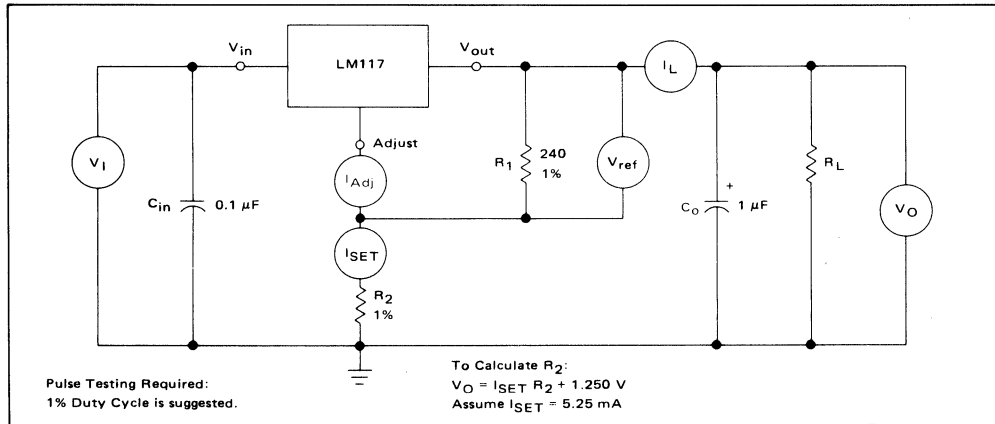 Vin
LM117
Vout
IL
Adjust
VI
IAdj
R1
240
1%
Vref
RL
Cin
0.1 μF
+
Co
1 μF
VO
ISET
R2
1%
Pulse Testing Required:
1% Duty Cycle is suggested.
To Calculate R2:
VO = ISET R2 + 1.250 V
Assume ISET = 5.25 mA